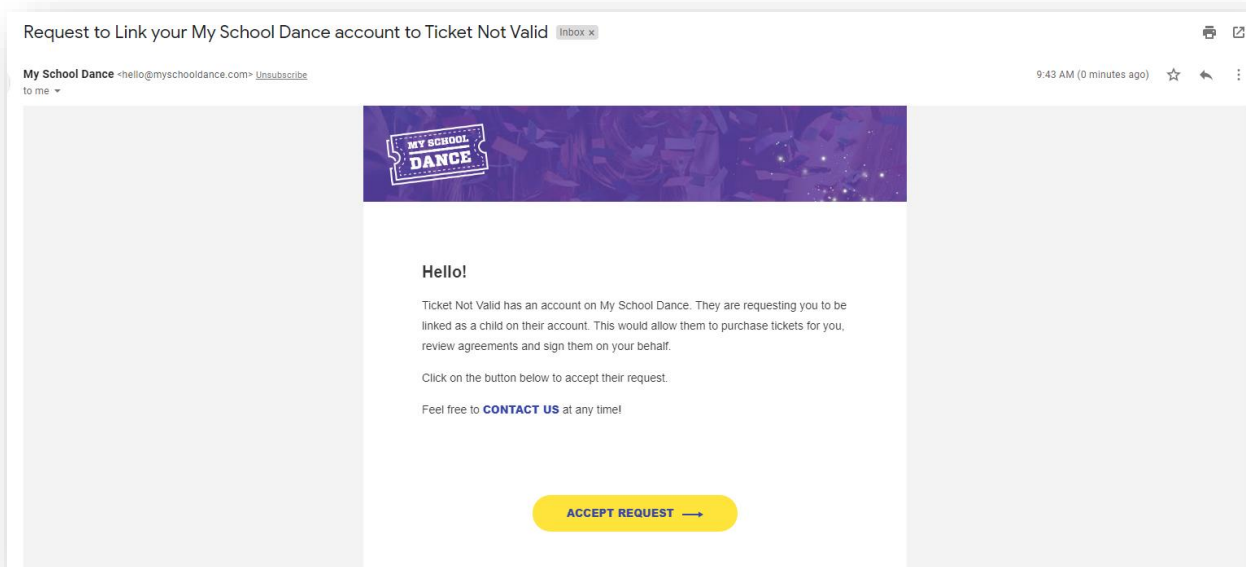 Request to Link your My School Dance account to Ticket Not Valid Inbox x
My School Dance <hello@myschooldance.com> Unsubscribe 9:43 AM (0 minutes ago)
to me
MY SCHOOL
DANCE
Hello!
Ticket Not Valid has an account on My School Dance. They are requesting you to be
linked as a child on their account. This would allow them to purchase tickets for you,
review agreements and sign them on your behalf.
Click on the button below to accept their request.
Feel free to CONTACT US at any time!
ACCEPT REQUEST